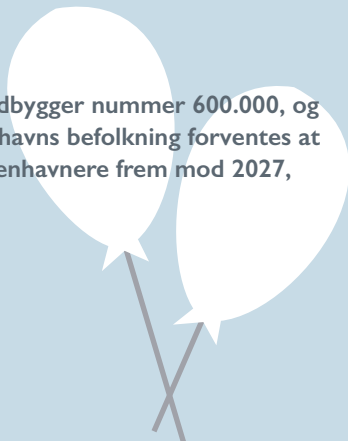 dbygger nummer 600.000, og
havns befolkning forventes at
enhavnere frem mod 2027,